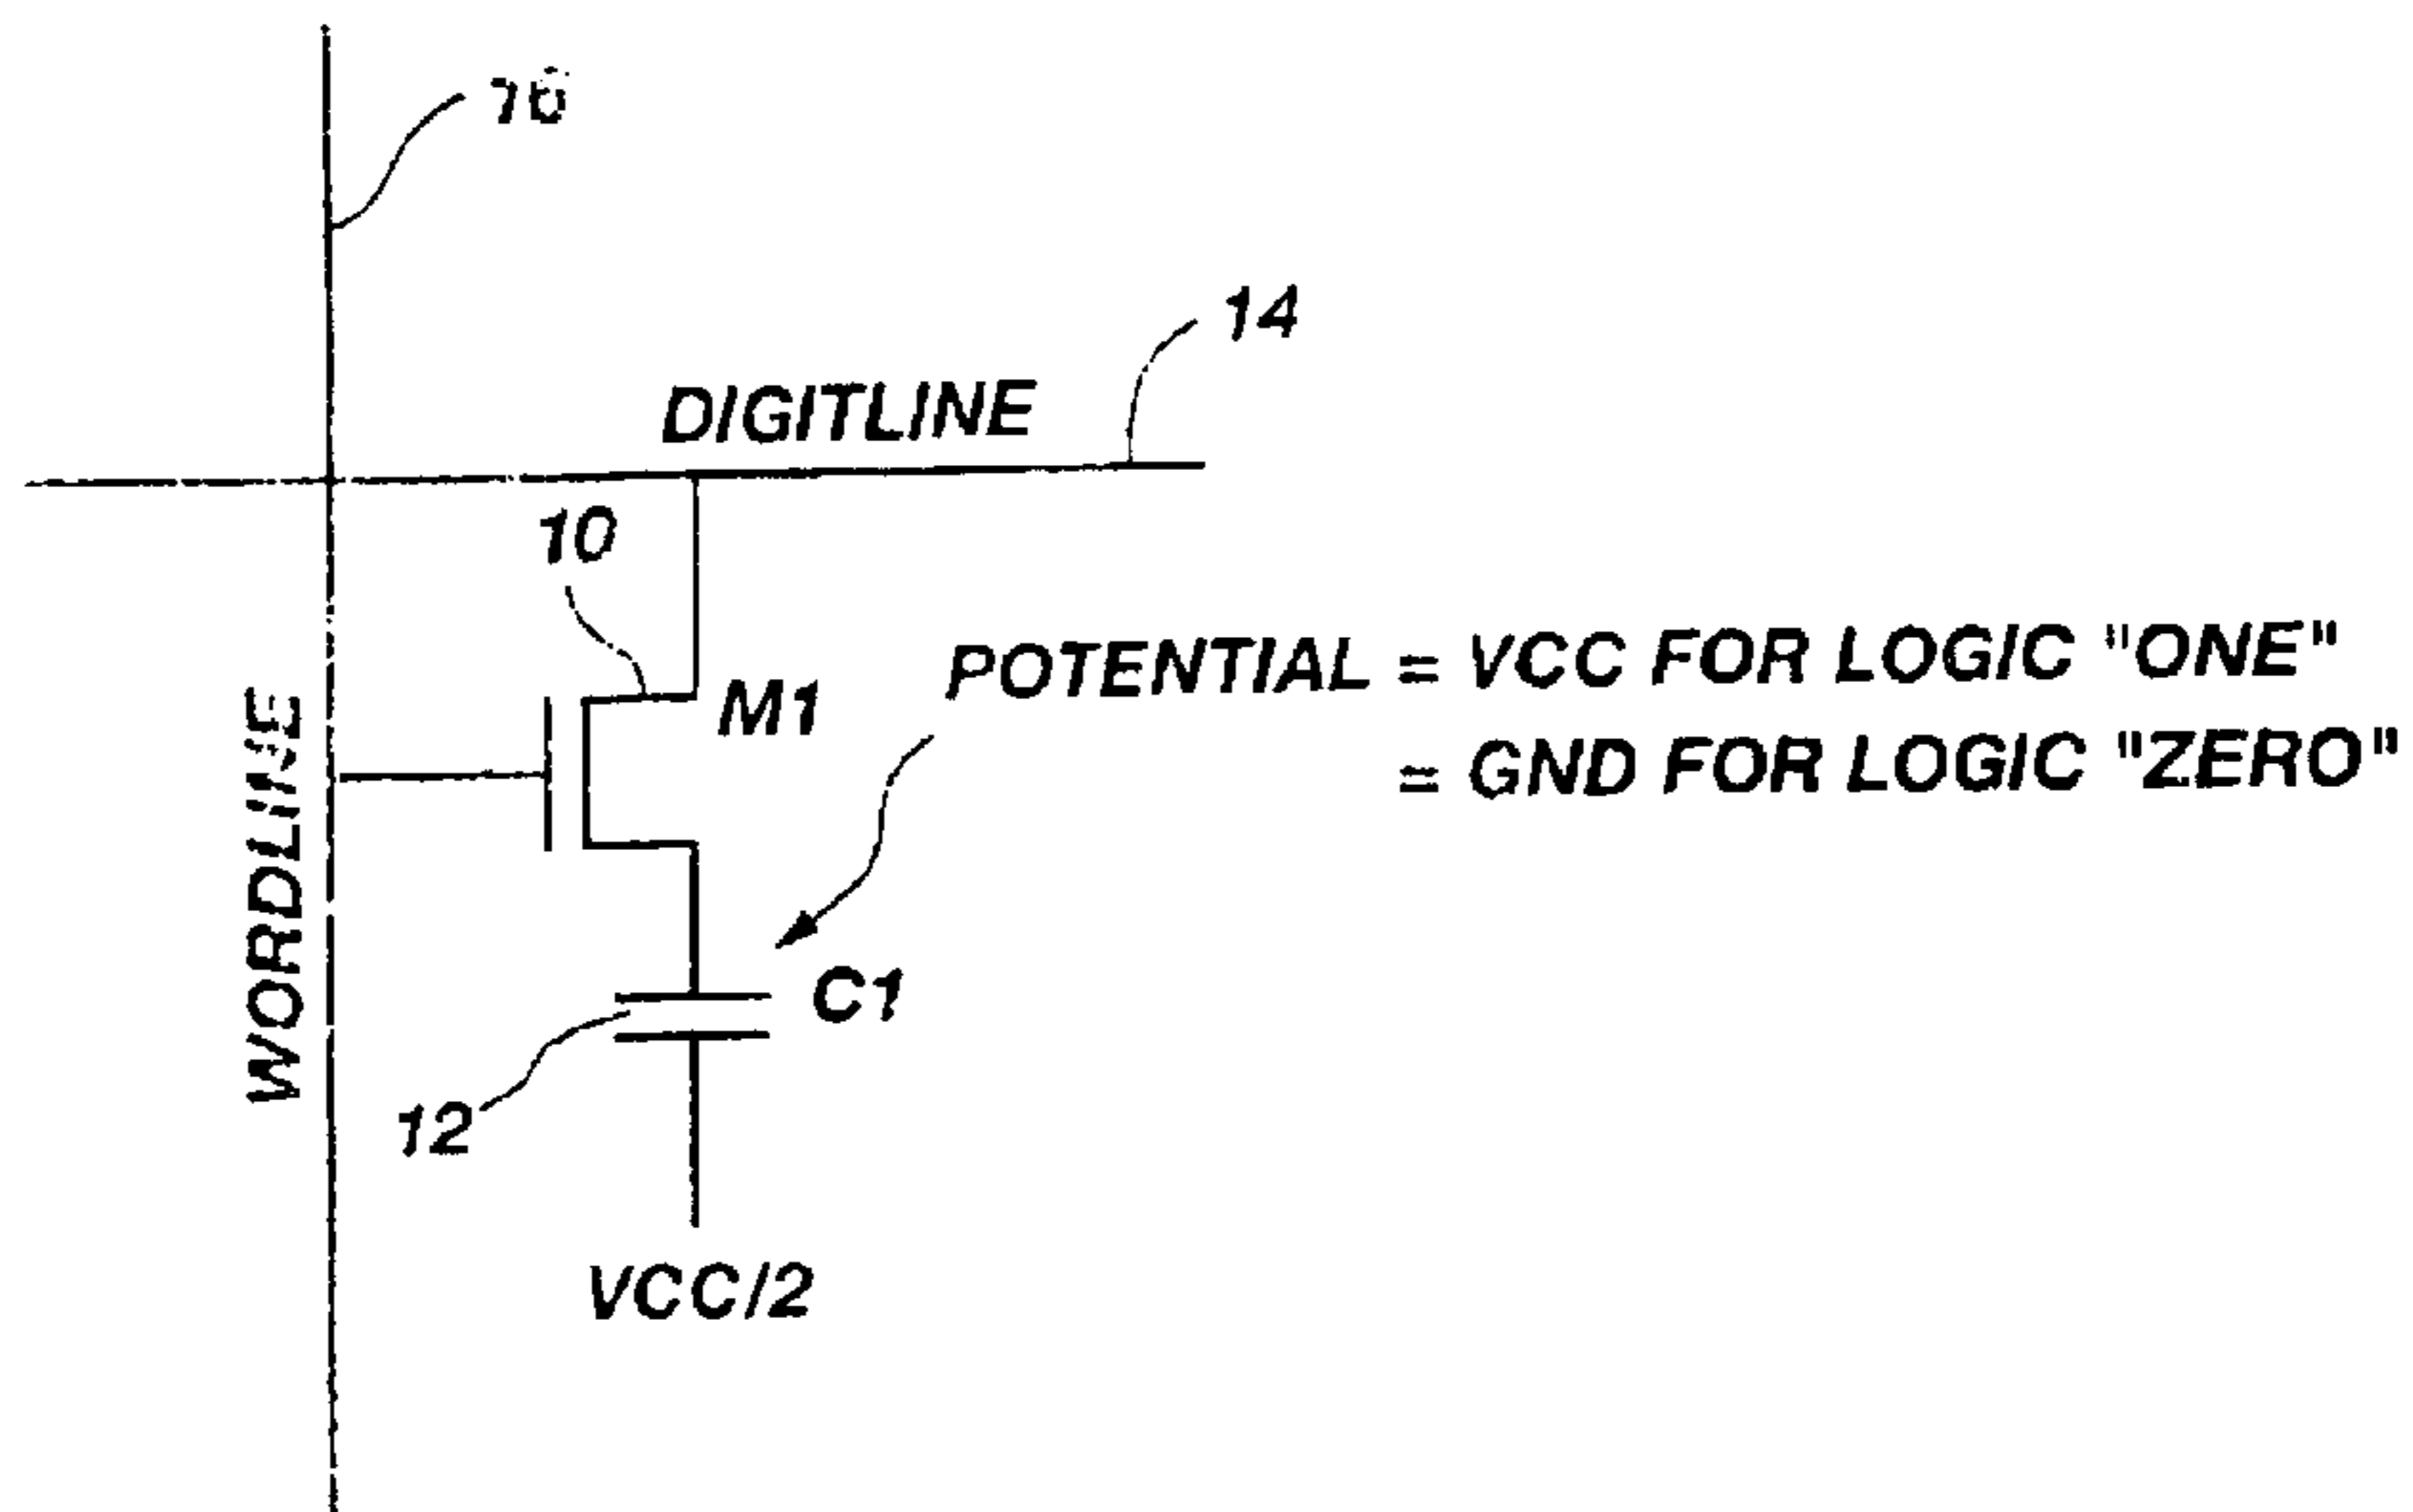 16
14
DIGITLINE
10
POTENTIAL = VCC FOR LOGIC "ONE"
M1
= GND FOR LOGIC "ZERO"
WORDLINE
C1
12
VCC/2